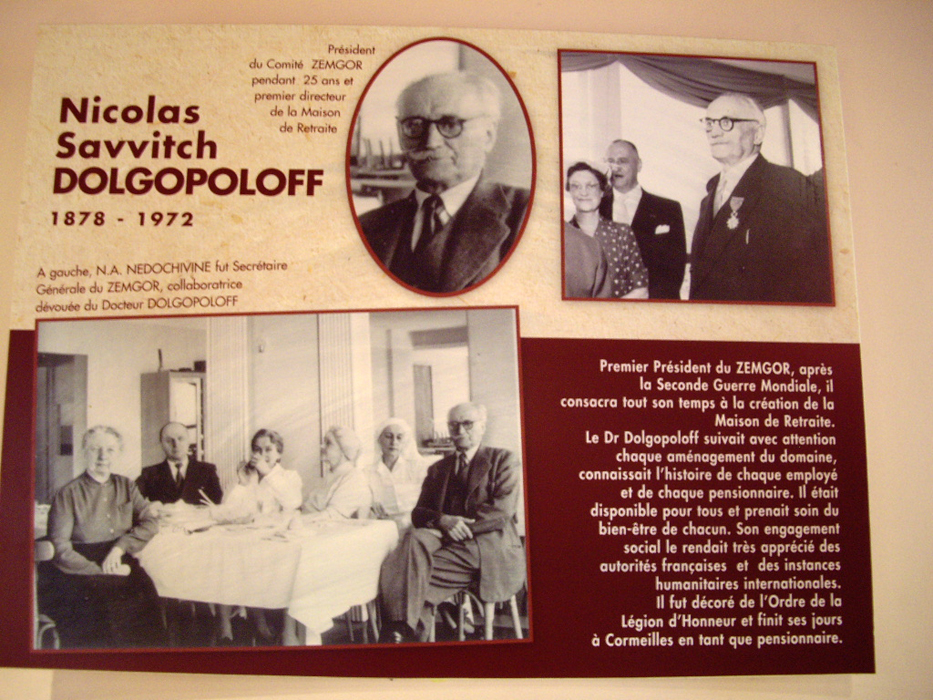 Président
du Comité ZEMGOR
pendant 25 ans et
premier directeur
de la Maison
de Retraite
Nicolas
Savvitch
DOLGOPOLOFF
1878 - 1972
A gauche, N.A. NEDOCHIVINE fut Secrétaire
Générale du ZEMGOR, collaboratrice
dévouée du Docteur DOLGOPOLOFF
Premier Président du ZEMGOR, après
la Seconde Guerre Mondiale, il
consacra tout son temps à la création de la
Maison de Retraite.
Le Dr Dolgopoloff suivait avec attention
chaque aménagement du domaine,
connaissait l'histoire de chaque employé
et de chaque pensionnaire. Il était
disponible pour tous et prenait soin du
bien-être de chacun. Son engagement
social le rendait très apprécié des
autorités françaises et des instances
humanitaires internationales.
Il fut décoré de l'Ordre de la
Légion d'Honneur et finit ses jours
à Cormeilles en tant que pensionnaire.